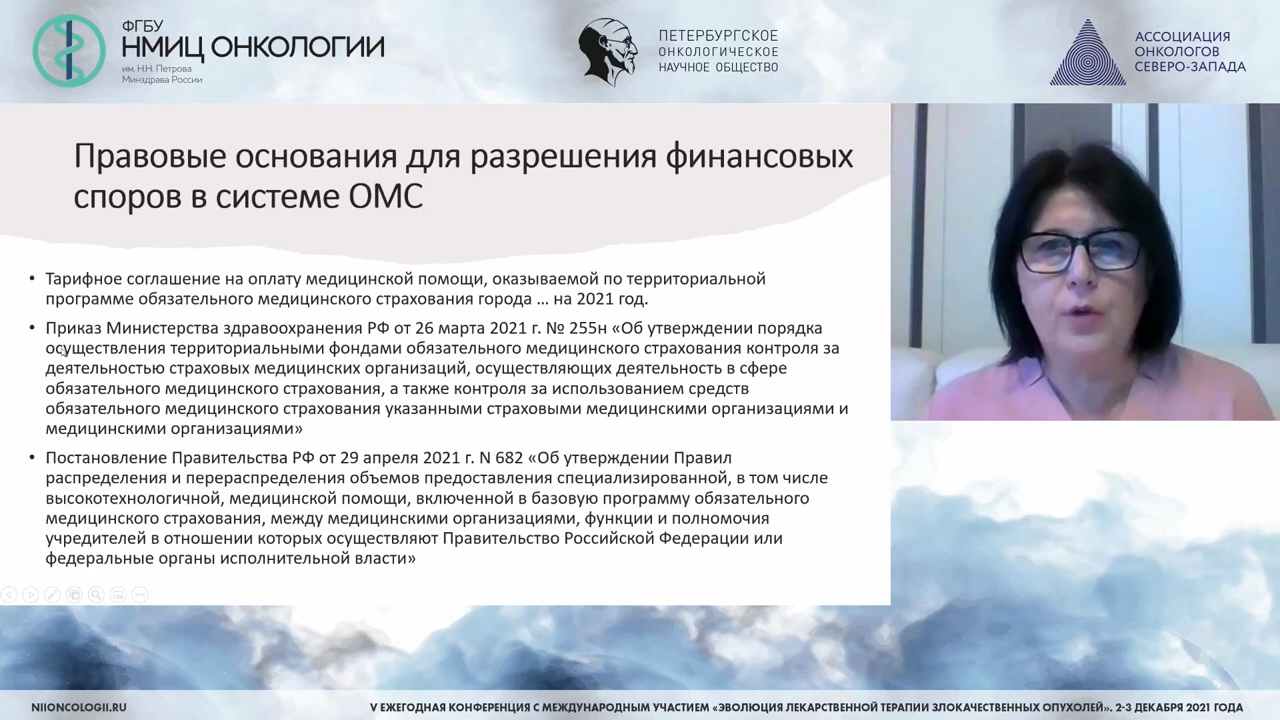 ФГБУ
НМИЦ ОНКОЛОГИИ
им. Н.Н. Петрова
Минздрава России
ПЕТЕРБУРГСКОЕ
ОНКОЛОГИЧЕСКОЕ
НАУЧНОЕ ОБЩЕСТВО
АССОЦИАЦИЯ
ОНКОЛОГОВ
СЕВЕРО-ЗАПАДА
Правовые основания для разрешения финансовых
споров в системе ОМС
• Тарифное соглашение на оплату медицинской помощи, оказываемой по территориальной
программе обязательного медицинского страхования города ... на 2021 год.
• Приказ Министерства здравоохранения РФ от 26 марта 2021 г. № 255н «Об утверждении порядка
осуществления территориальными фондами обязательного медицинского страхования контроля за
деятельностью страховых медицинских организаций, осуществляющих деятельность в сфере
обязательного медицинского страхования, а также контроля за использованием средств
обязательного медицинского страхования указанными страховыми медицинскими организациями и
медицинскими организациями»
• Постановление Правительства РФ от 29 апреля 2021 г. N 682 «Об утверждении Правил
распределения и перераспределения объемов предоставления специализированной, в том числе
высокотехнологичной, медицинской помощи, включенной в базовую программу обязательного
медицинского страхования, между медицинскими организациями, функции и полномочия
учредителей в отношении которых осуществляют Правительство Российской Федерации или
федеральные органы исполнительной власти»
NIIONCOLOGII.RU
V ЕЖЕГОДНАЯ КОНФЕРЕНЦИЯ С МЕЖДУНАРОДНЫМ УЧАСТИЕМ «ЭВОЛЮЦИЯ ЛЕКАРСТВЕННОЙ ТЕРАПИИ ЗЛОКАЧЕСТВЕННЫХ ОПУХОЛЕЙ». 2-3 ДЕКАБРЯ 2021 ГОДА